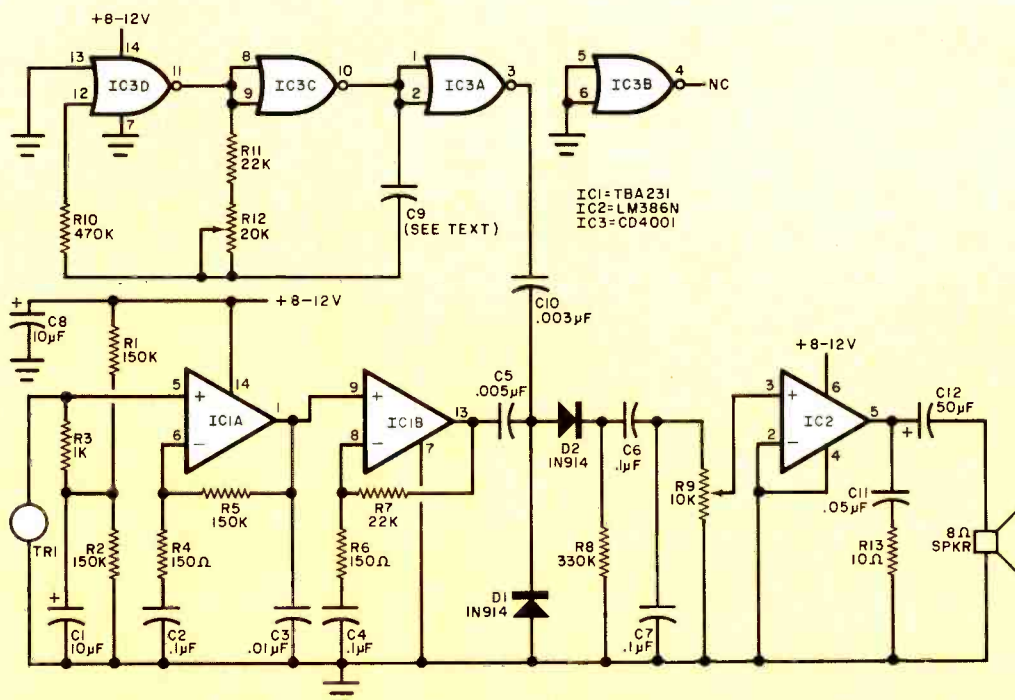 +8-12V
14
13
12
11
IC3D
7
8
9
10
IC3C
1
2
3
IC3A
5
6
4
IC3B
NC
R11
22K
R12
20K
R10
470K
C9
(SEE TEXT)
IC1=TBA231
IC2=LM386N
IC3=CD4001
C10
.003µF
+8-12V
+
C8
10µF
R1
150K
5
+
14
IC1A
1
6
−
9
+
IC1B
13
8
−
7
C5
.005µF
D2
1N914
C6
.1µF
+8-12V
3
+
6
IC2
5
2
−
4
C12
50µF
+
R3
1K
R5
150K
R7
22K
R9
10K
C11
.05µF
TR1
R2
150K
R4
150Ω
R6
150Ω
R8
330K
R13
10Ω
8Ω
SPKR
D1
1N914
+
C1
10µF
C2
.1µF
C3
.01µF
C4
.1µF
C7
.1µF